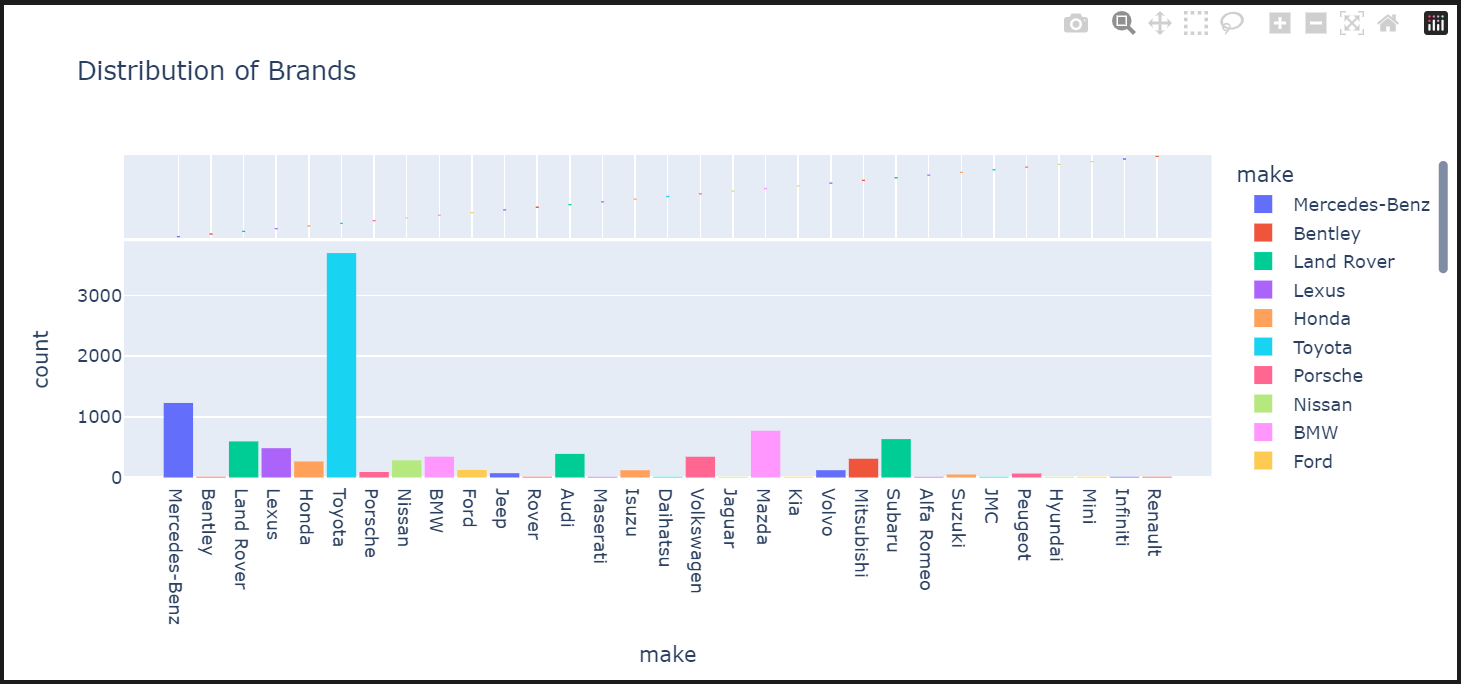 Distribution of Brands
make
Mercedes-Benz
Bentley
Land Rover
Lexus
Honda
Toyota
Porsche
Nissan
BMW
Ford
count
3000
2000
1000
0
Mercedes-Benz
Bentley
Land Rover
Lexus
Honda
Toyota
Porsche
Nissan
BMW
Ford
Jeep
Rover
Audi
Maserati
Isuzu
Daihatsu
Volkswagen
Jaguar
Mazda
Kia
Volvo
Mitsubishi
Subaru
Alfa Romeo
Suzuki
JMC
Peugeot
Hyundai
Mini
Infiniti
Renault
make